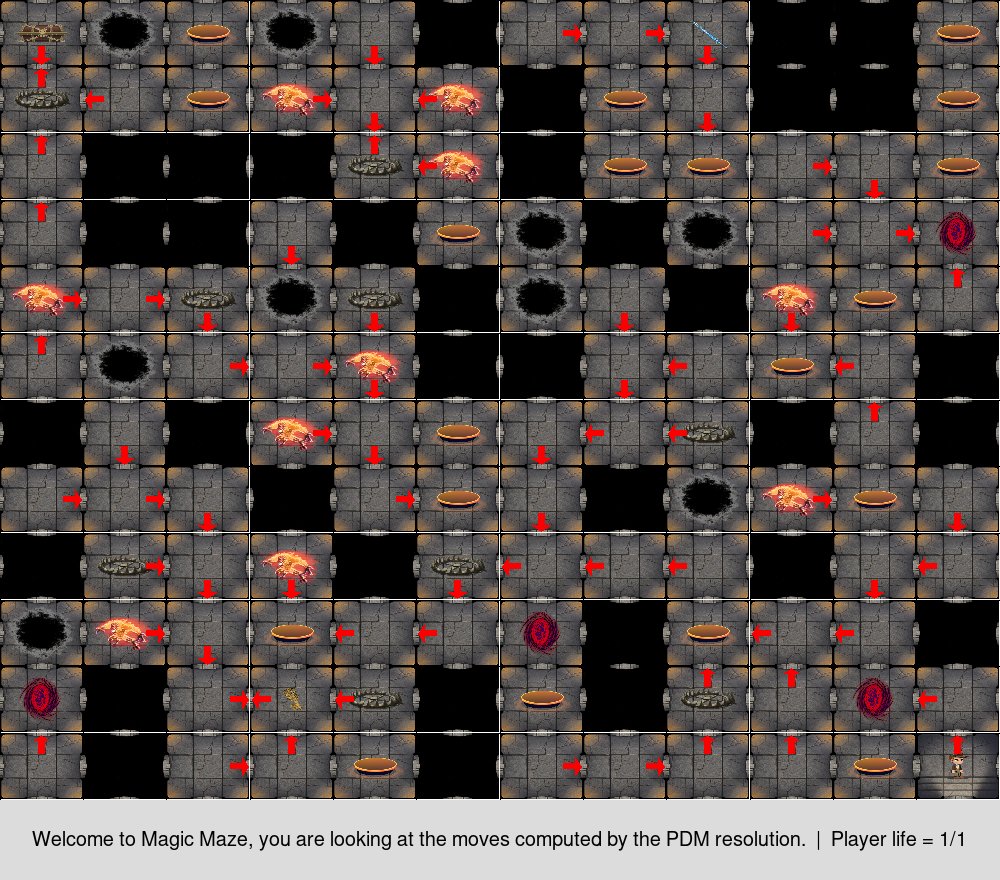 Welcome to Magic Maze, you are looking at the moves computed by the PDM resolution.  |  Player life = 1/1